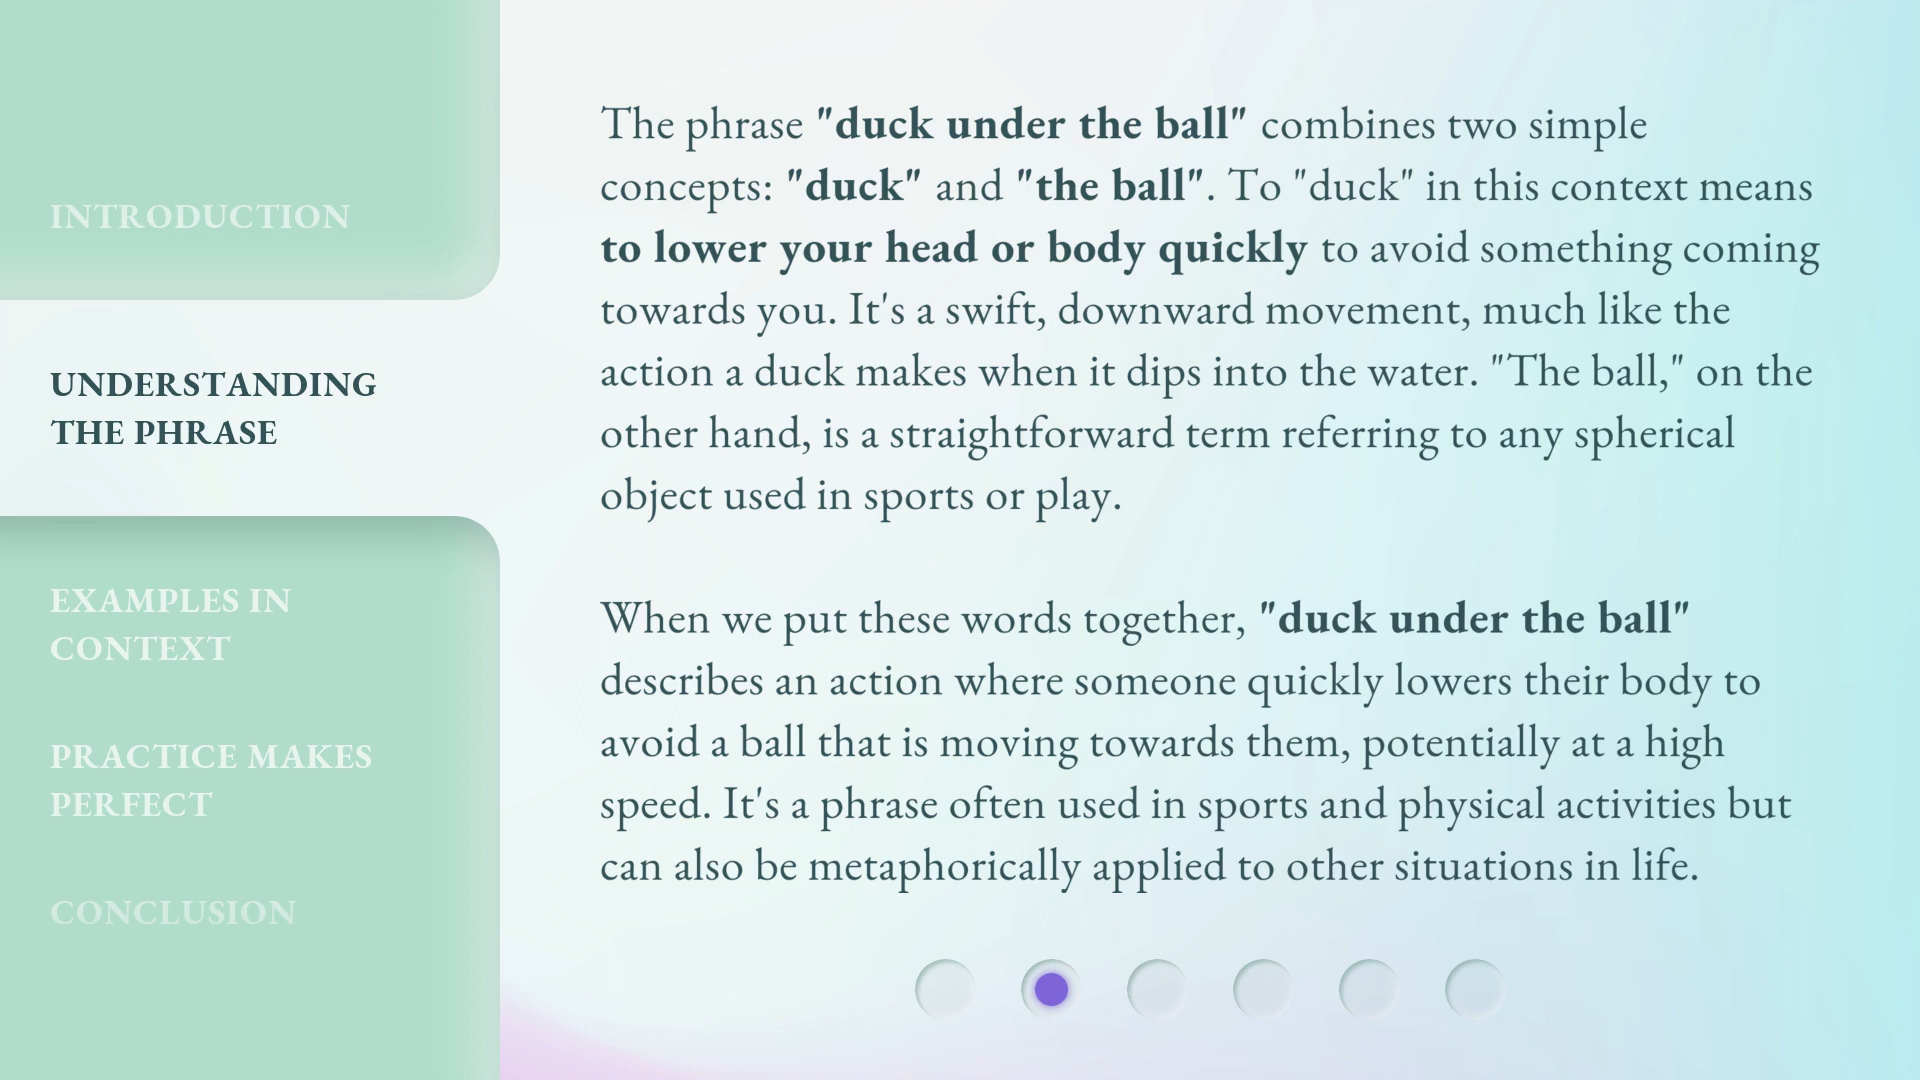 INTRODUCTION
UNDERSTANDING
THE PHRASE
EXAMPLES IN
CONTEXT
PRACTICE MAKES
PERFECT
CONCLUSION
The phrase "duck under the ball" combines two simple
concepts: "duck" and "the ball". To "duck" in this context means
to lower your head or body quickly to avoid something coming
towards you. It's a swift, downward movement, much like the
action a duck makes when it dips into the water. "The ball," on the
other hand, is a straightforward term referring to any spherical
object used in sports or play.
When we put these words together, "duck under the ball"
describes an action where someone quickly lowers their body to
avoid a ball that is moving towards them, potentially at a high
speed. It's a phrase often used in sports and physical activities but
can also be metaphorically applied to other situations in life.